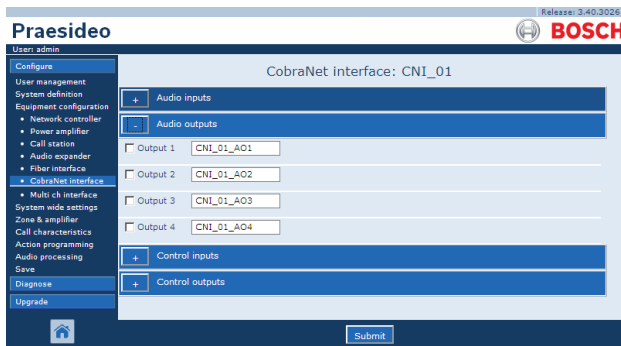 Release: 3.40.3026
Praesideo
BOSCH
User: admin
Configure
User management
System definition
Equipment configuration
• Network controller
• Power amplifier
• Call station
• Audio expander
• Fiber interface
• CobraNet interface
• Multi ch interface
System wide settings
Zone & amplifier
Call characteristics
Action programming
Audio processing
Save
Diagnose
Upgrade
CobraNet interface: CNI_01
+ Audio inputs
- Audio outputs
Output 1 CNI_01_AO1
Output 2 CNI_01_AO2
Output 3 CNI_01_AO3
Output 4 CNI_01_AO4
+ Control inputs
+ Control outputs
Submit